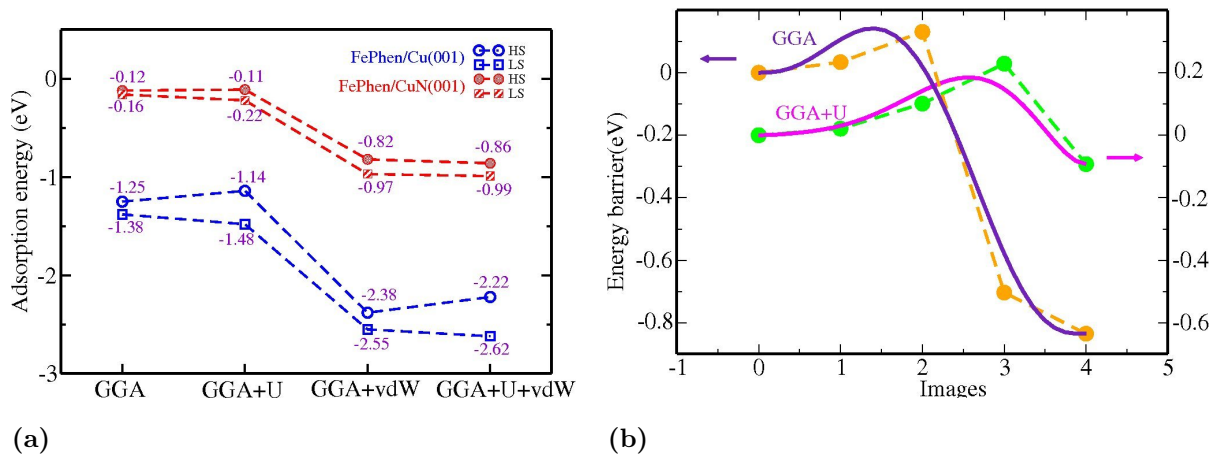 Adsorption energy (eV)
0
-1
-2
-3
FePhen/Cu(001)
HS
LS
FePhen/CuN(001)
HS
LS
-0.12
-0.11
-0.16
-0.22
-0.82
-0.86
-0.97
-0.99
-1.25
-1.14
-1.38
-1.48
-2.38
-2.22
-2.55
-2.62
GGA
GGA+U
GGA+vdW
GGA+U+vdW
(a)
Energy barrier(eV)
0
-0.2
-0.4
-0.6
-0.8
GGA
GGA+U
0.2
0
-0.2
-0.4
-0.6
-1
0
1
2
3
4
5
Images
(b)